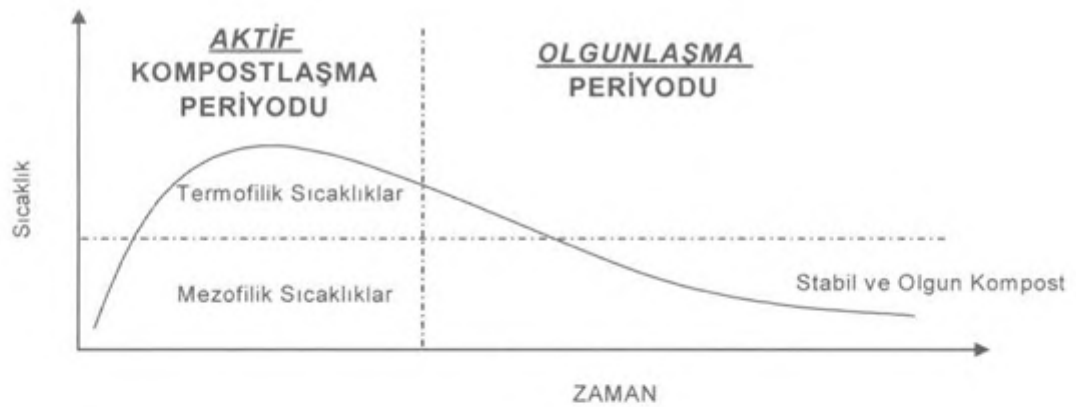 AKTİF
KOMPOSTLAŞMA
PERİYODU
OLGUNLAŞMA
PERİYODU
Sıcaklık
Termofilik Sıcaklıklar
Mezofilik Sıcaklıklar
Stabil ve Olgun Kompost
ZAMAN